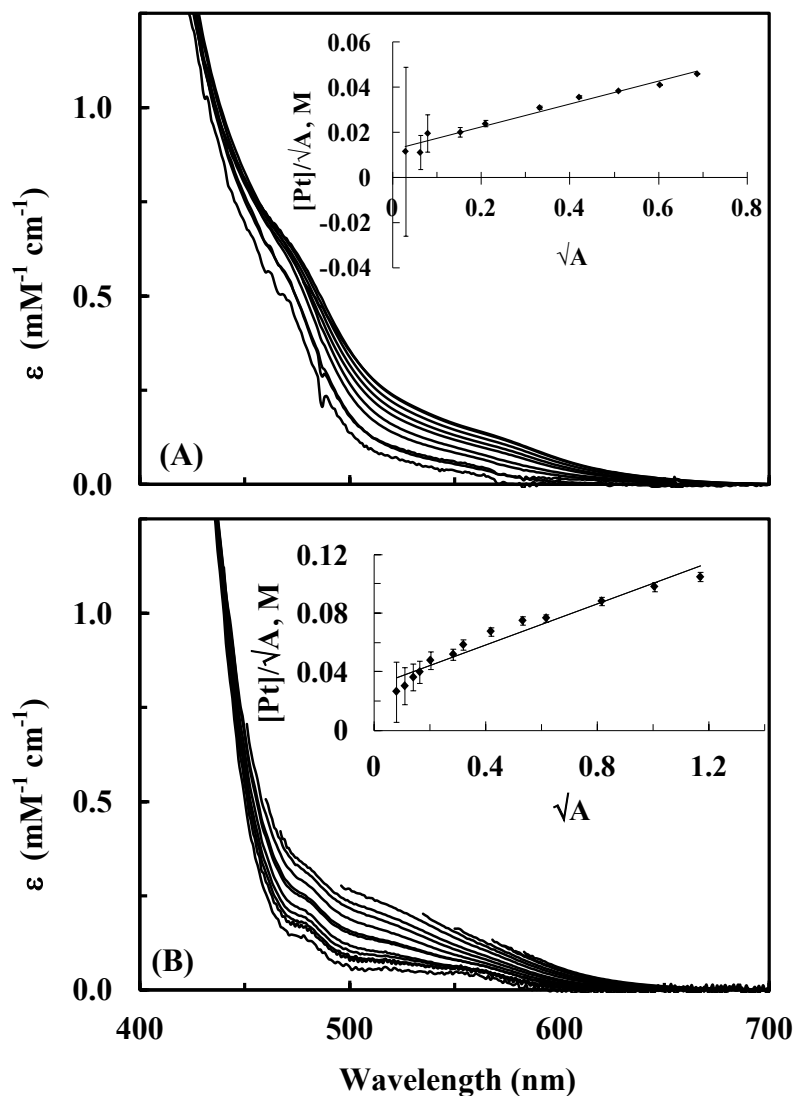 1.0
0.5
0.0
ε (mM⁻¹ cm⁻¹)
(A)
0.06
0.04
0.02
0
-0.02
-0.04
[Pt]/√A, M
0 0.2 0.4 0.6 0.8
√A
1.0
0.5
0.0
ε (mM⁻¹ cm⁻¹)
(B)
0.12
0.08
0.04
0
[Pt]/√A, M
0 0.4 0.8 1.2
√A
400 500 600 700
Wavelength (nm)